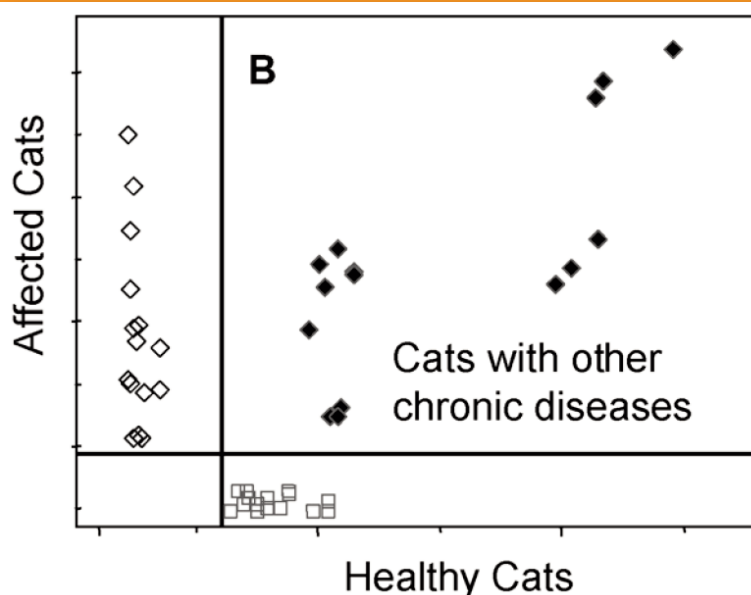 B
Affected Cats
Cats with other
chronic diseases
Healthy Cats